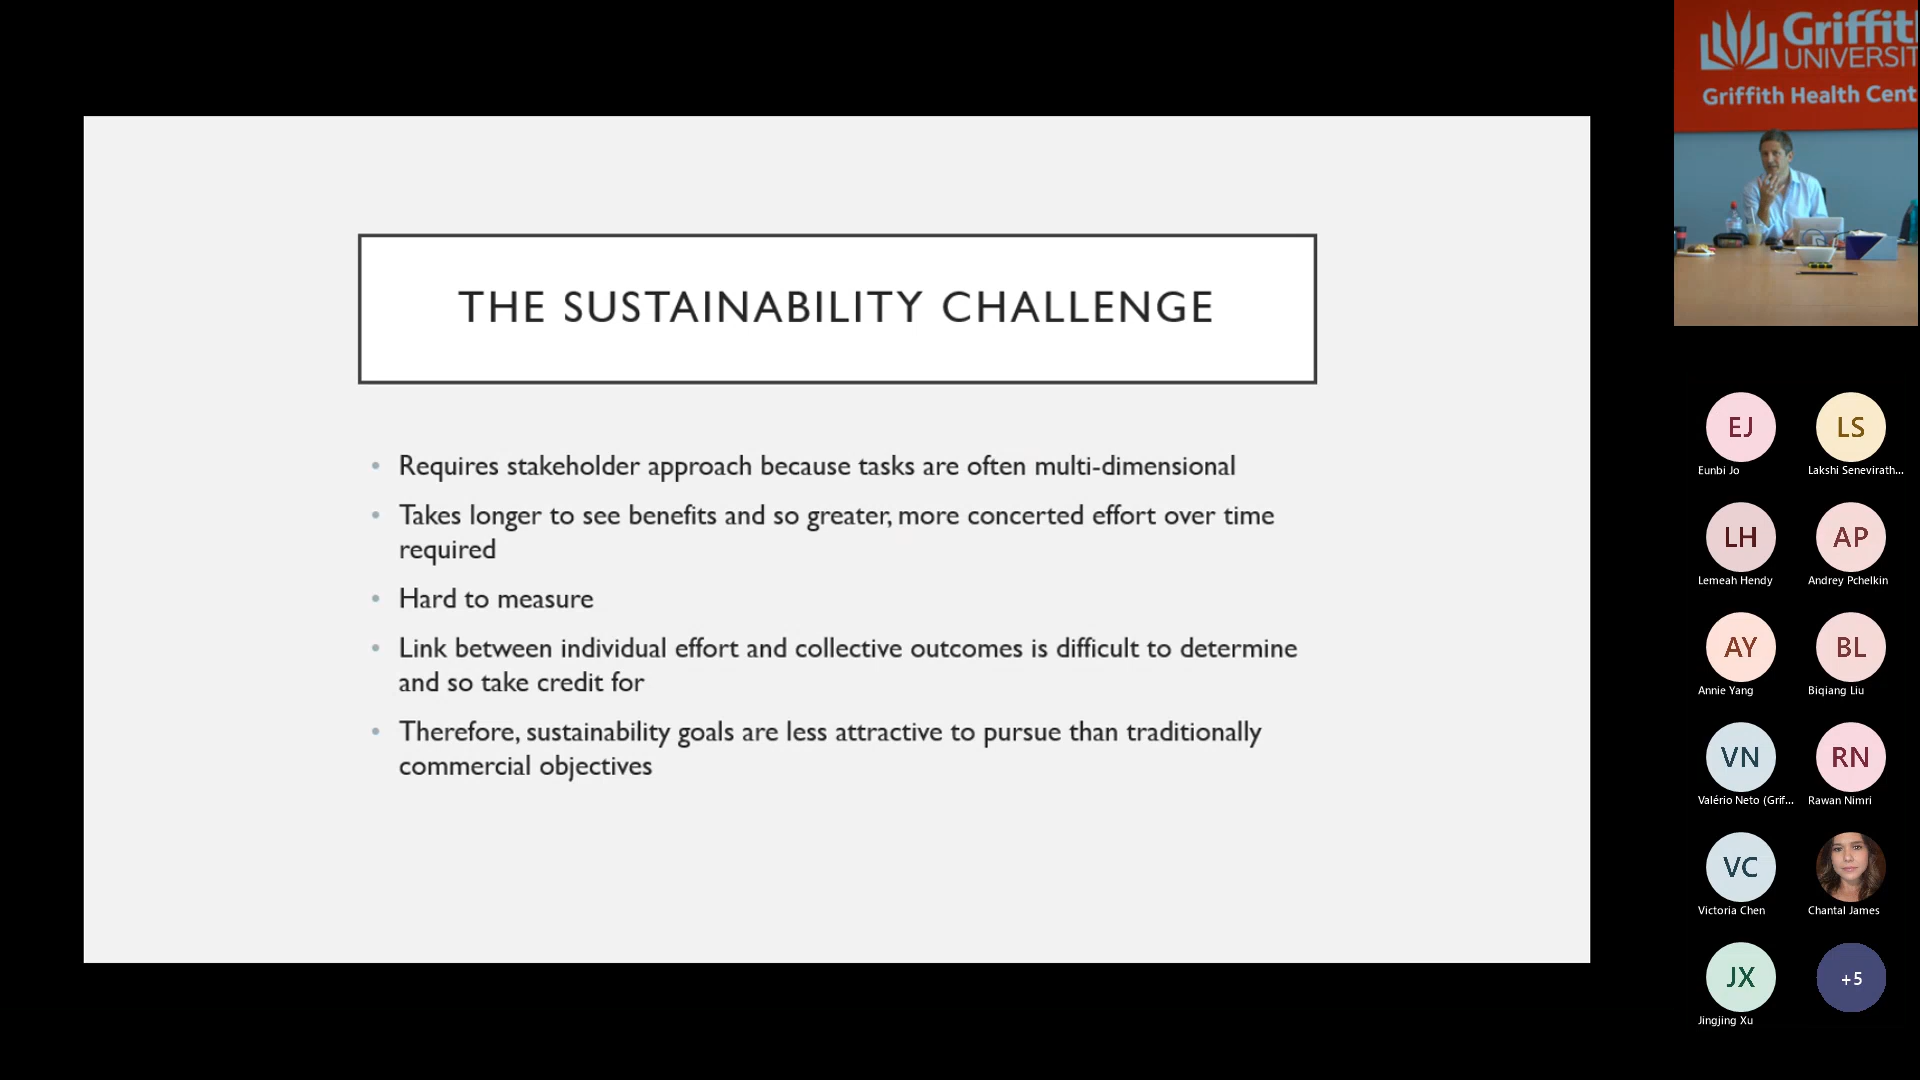 THE SUSTAINABILITY CHALLENGE
• Requires stakeholder approach because tasks are often multi-dimensional
• Takes longer to see benefits and so greater, more concerted effort over time
required
• Hard to measure
• Link between individual effort and collective outcomes is difficult to determine
and so take credit for
• Therefore, sustainability goals are less attractive to pursue than traditionally
commercial objectives
Griffit
UNIVERSIT
Griffith Health Cent
EJ
Eunbi Jo
LS
Lakshi Senevirath...
LH
Lemeah Hendy
AP
Andrey Pchelkin
AY
Annie Yang
BL
Biqiang Liu
VN
Valério Neto (Grif...
RN
Rawan Nimri
VC
Victoria Chen
Chantal James
JX
Jingjing Xu
+5